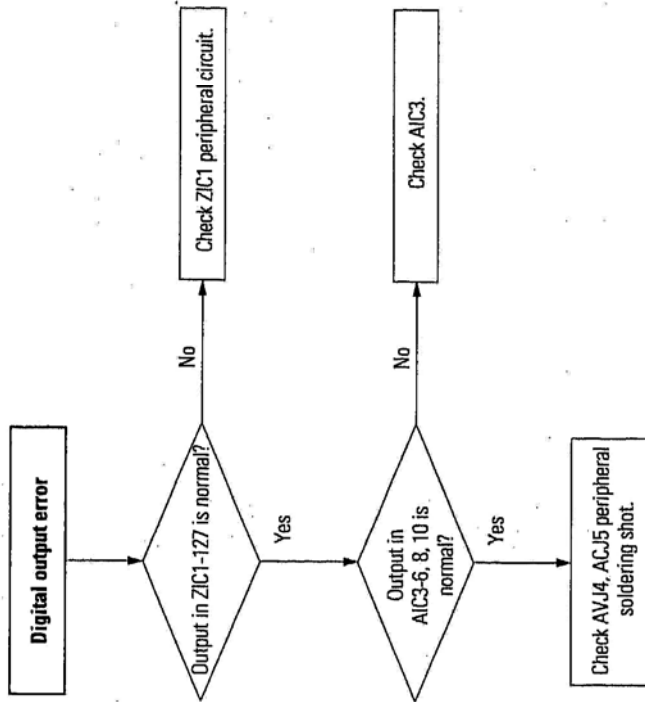 Digital output error
Output in ZIC1-127 is normal?
No
Check ZIC1 peripheral circuit.
Yes
Output in
AIC3-6, 8, 10 is
normal?
No
Check AIC3.
Yes
Check AVJ4, ACJ5 peripheral
soldering shot.